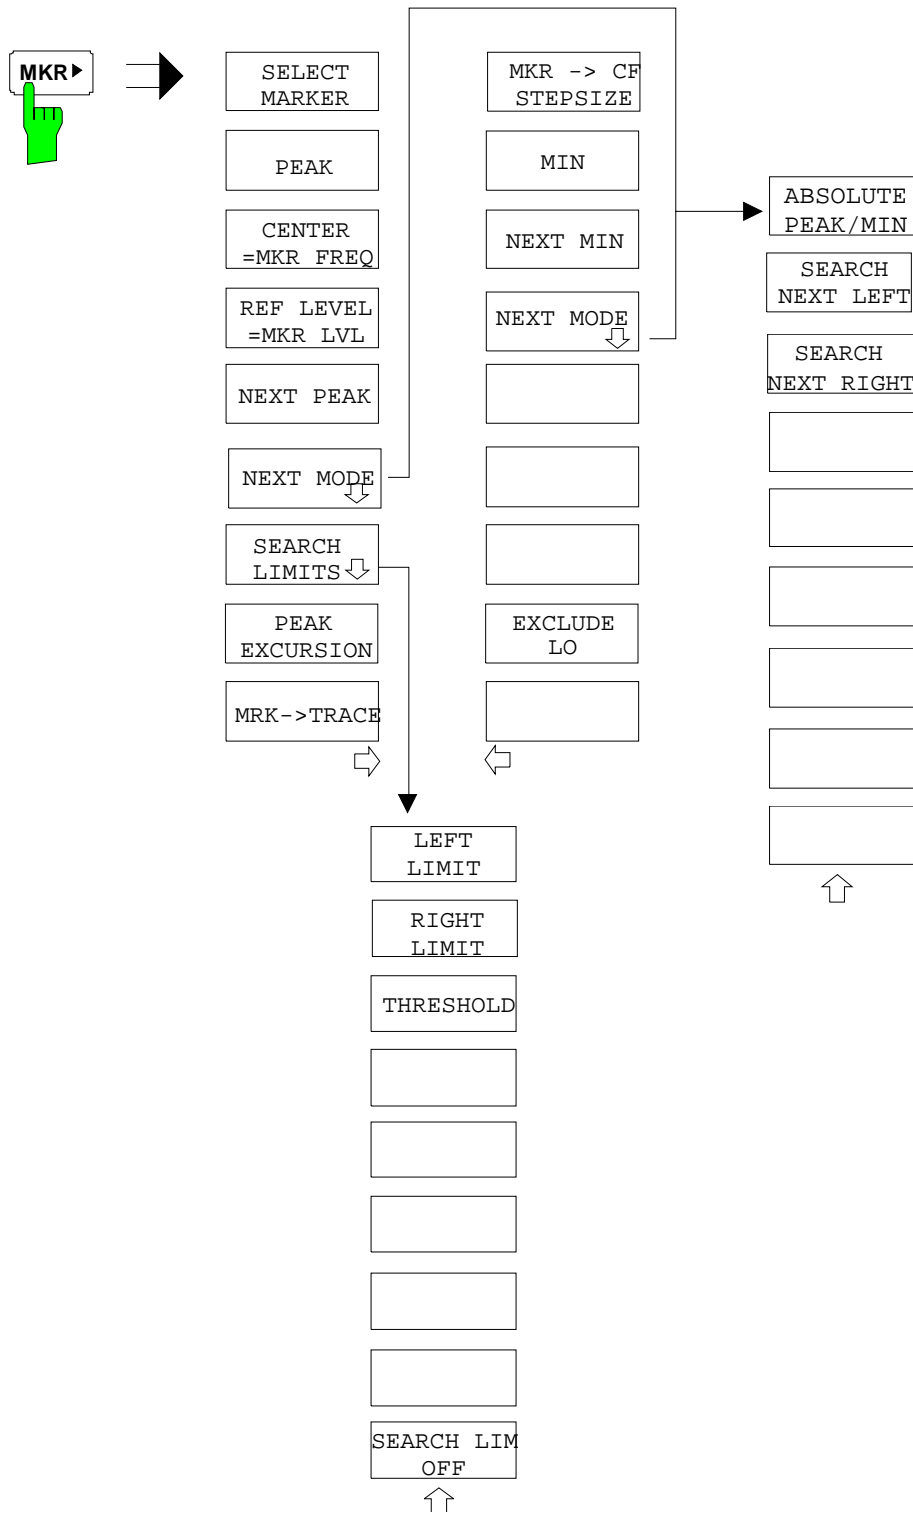 MKR
SELECT
MARKER
PEAK
CENTER
=MKR FREQ
REF LEVEL
=MKR LVL
NEXT PEAK
NEXT MODE
SEARCH
LIMITS
PEAK
EXCURSION
MRK->TRACE
MKR -> CF
STEPSIZE
MIN
NEXT MIN
NEXT MODE
EXCLUDE
LO
ABSOLUTE
PEAK/MIN
SEARCH
NEXT LEFT
SEARCH
NEXT RIGHT
LEFT
LIMIT
RIGHT
LIMIT
THRESHOLD
SEARCH LIM
OFF